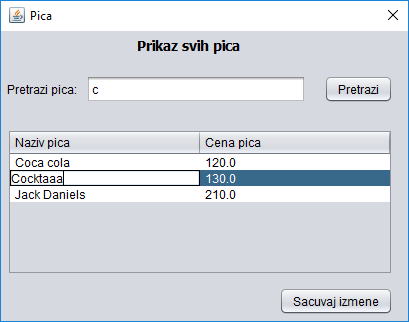 Pica
Prikaz svih pica
Pretrazi pica: c Pretrazi
Naziv pica Cena pica
Coca cola 120.0
Cocktaaa 130.0
Jack Daniels 210.0
Sacuvaj izmene